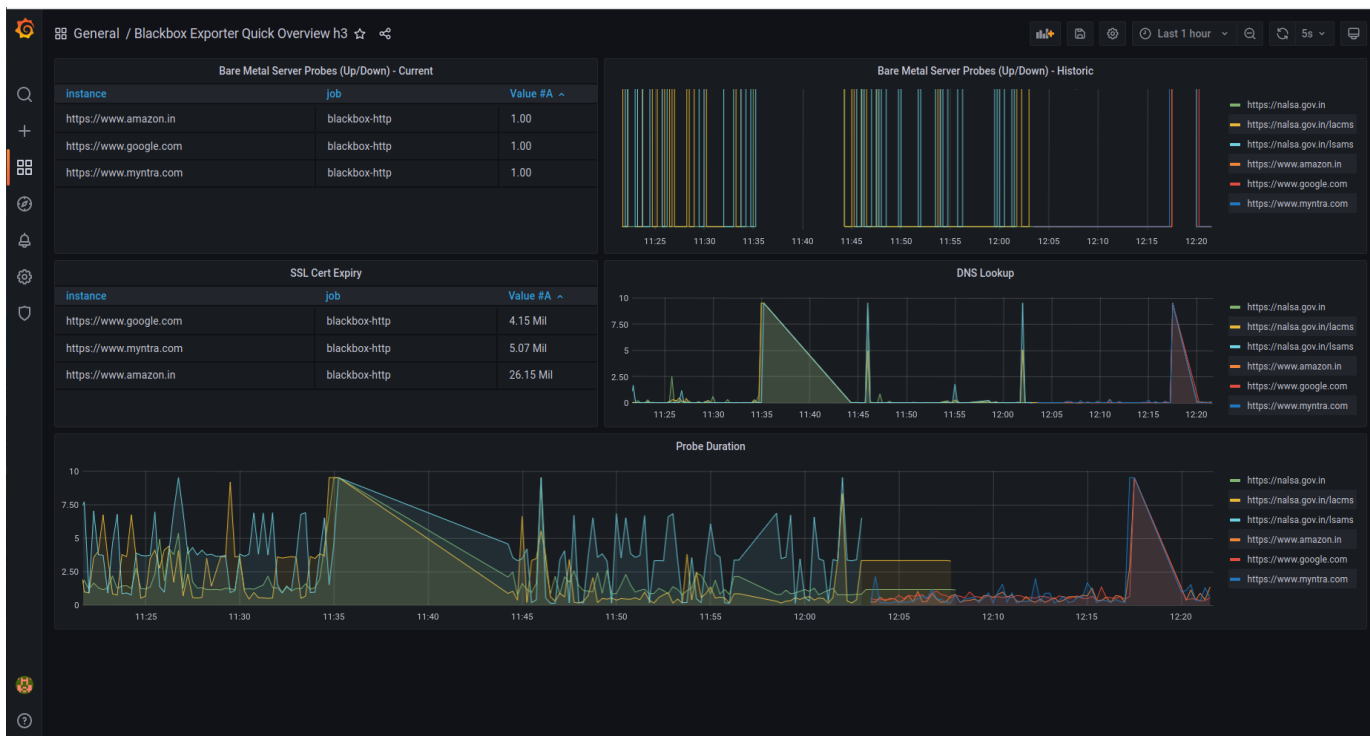 General / Blackbox Exporter Quick Overview h3
Last 1 hour
5s
Bare Metal Server Probes (Up/Down) - Current
instance job Value #A
https://www.amazon.in blackbox-http 1.00
https://www.google.com blackbox-http 1.00
https://www.myntra.com blackbox-http 1.00
Bare Metal Server Probes (Up/Down) - Historic
11:25 11:30 11:35 11:40 11:45 11:50 11:55 12:00 12:05 12:10 12:15 12:20
https://nalsa.gov.in
https://nalsa.gov.in/lacms
https://nalsa.gov.in/lsams
https://www.amazon.in
https://www.google.com
https://www.myntra.com
SSL Cert Expiry
instance job Value #A
https://www.google.com blackbox-http 4.15 Mil
https://www.myntra.com blackbox-http 5.07 Mil
https://www.amazon.in blackbox-http 26.15 Mil
DNS Lookup
10
7.50
5
2.50
0
11:25 11:30 11:35 11:40 11:45 11:50 11:55 12:00 12:05 12:10 12:15 12:20
https://nalsa.gov.in
https://nalsa.gov.in/lacms
https://nalsa.gov.in/lsams
https://www.amazon.in
https://www.google.com
https://www.myntra.com
Probe Duration
10
7.50
5
2.50
0
11:25 11:30 11:35 11:40 11:45 11:50 11:55 12:00 12:05 12:10 12:15 12:20
https://nalsa.gov.in
https://nalsa.gov.in/lacms
https://nalsa.gov.in/lsams
https://www.amazon.in
https://www.google.com
https://www.myntra.com